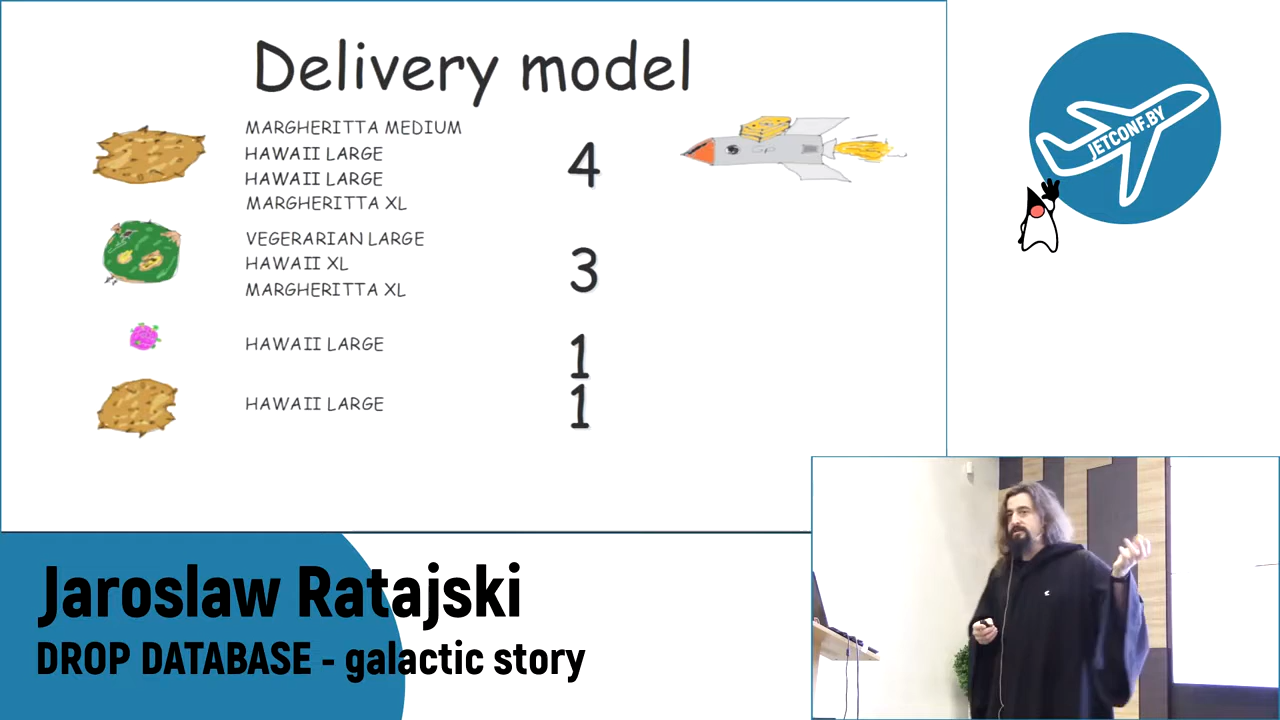 Delivery model
MARGHERITTA MEDIUM
HAWAII LARGE
HAWAII LARGE
MARGHERITTA XL
4
VEGERARIAN LARGE
HAWAII XL
MARGHERITTA XL
3
HAWAII LARGE
1
HAWAII LARGE
1
JETCONF.BY
Jaroslaw Ratajski
DROP DATABASE - galactic story